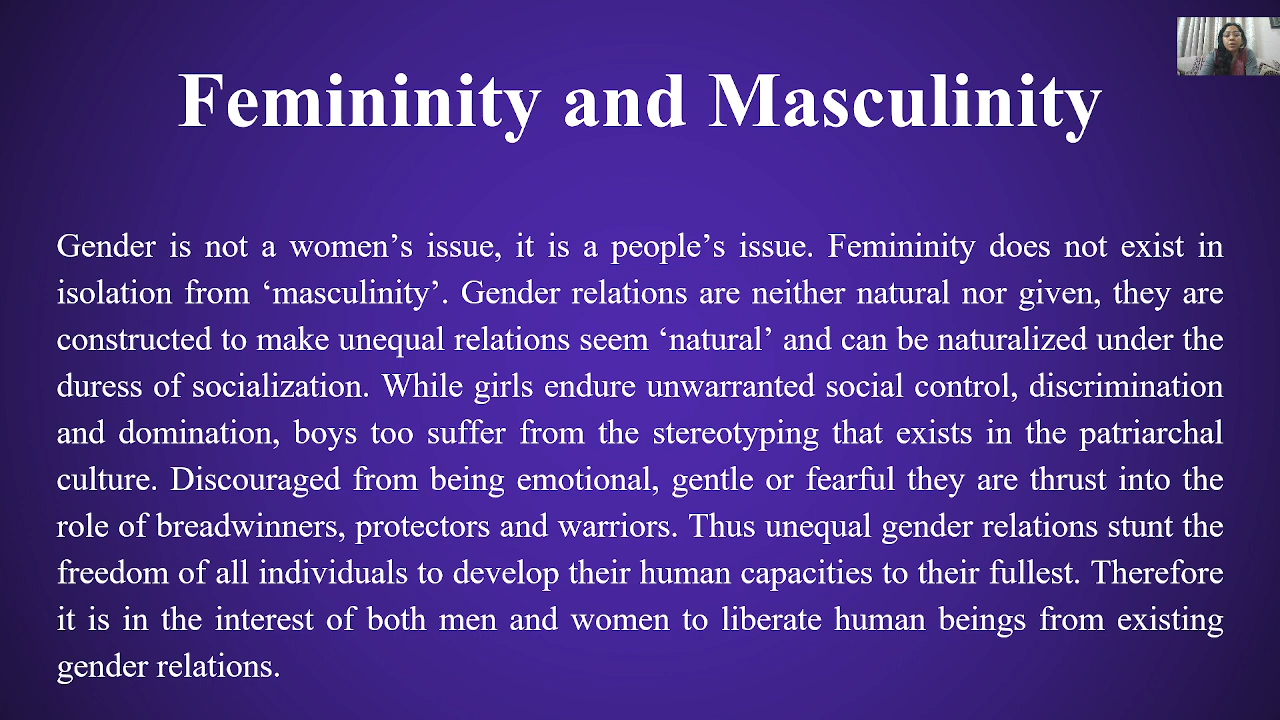 Femininity and Masculinity
Gender is not a women’s issue, it is a people’s issue. Femininity does not exist in
isolation from ‘masculinity’. Gender relations are neither natural nor given, they are
constructed to make unequal relations seem ‘natural’ and can be naturalized under the
duress of socialization. While girls endure unwarranted social control, discrimination
and domination, boys too suffer from the stereotyping that exists in the patriarchal
culture. Discouraged from being emotional, gentle or fearful they are thrust into the
role of breadwinners, protectors and warriors. Thus unequal gender relations stunt the
freedom of all individuals to develop their human capacities to their fullest. Therefore
it is in the interest of both men and women to liberate human beings from existing
gender relations.